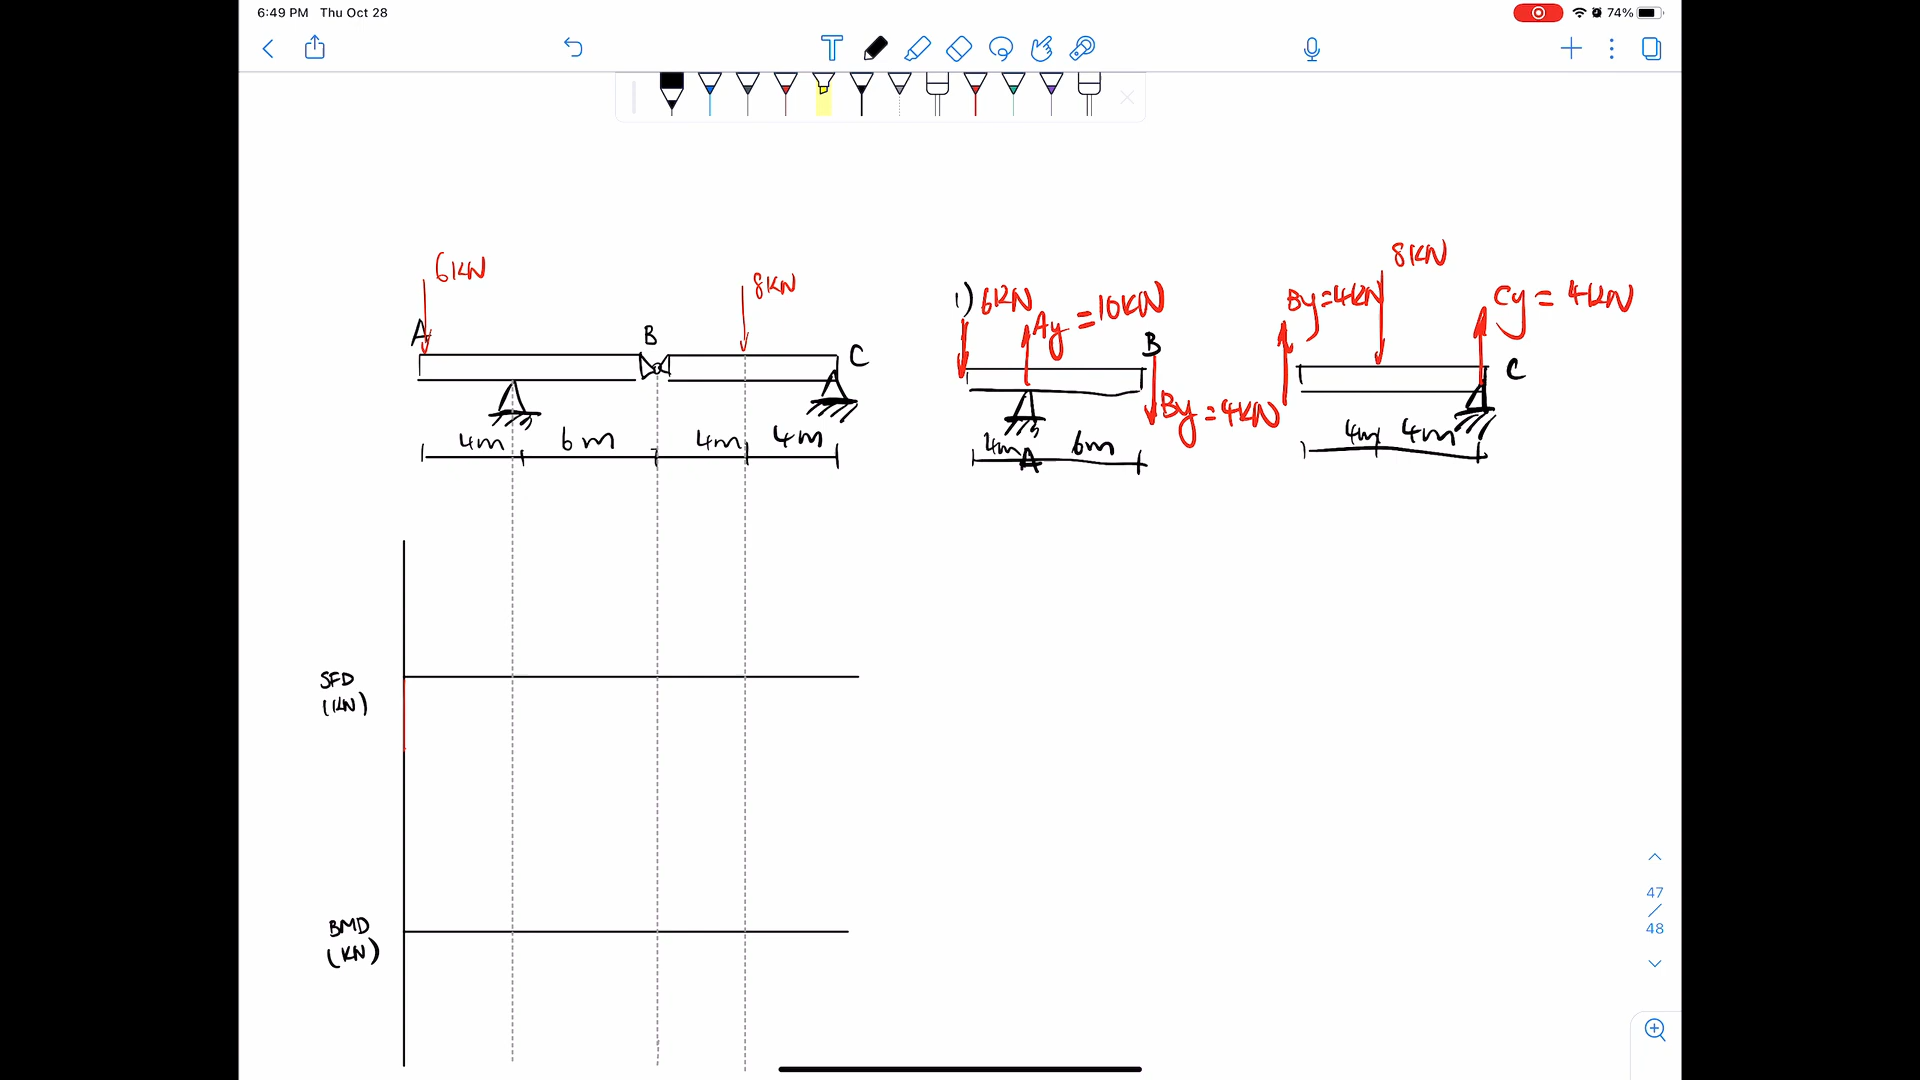 6:49 PM Thu Oct 28
74%
T
6KN
8KN
A
B
C
4m 6m 4m 4m
1) 6KN
Ay = 10KN
B
By = 4KN
4m 6m
A
8KN
By = 4KN
Cy = 4KN
C
4m 4m
SFD
(KN)
BMD
(KN)
47
/
48